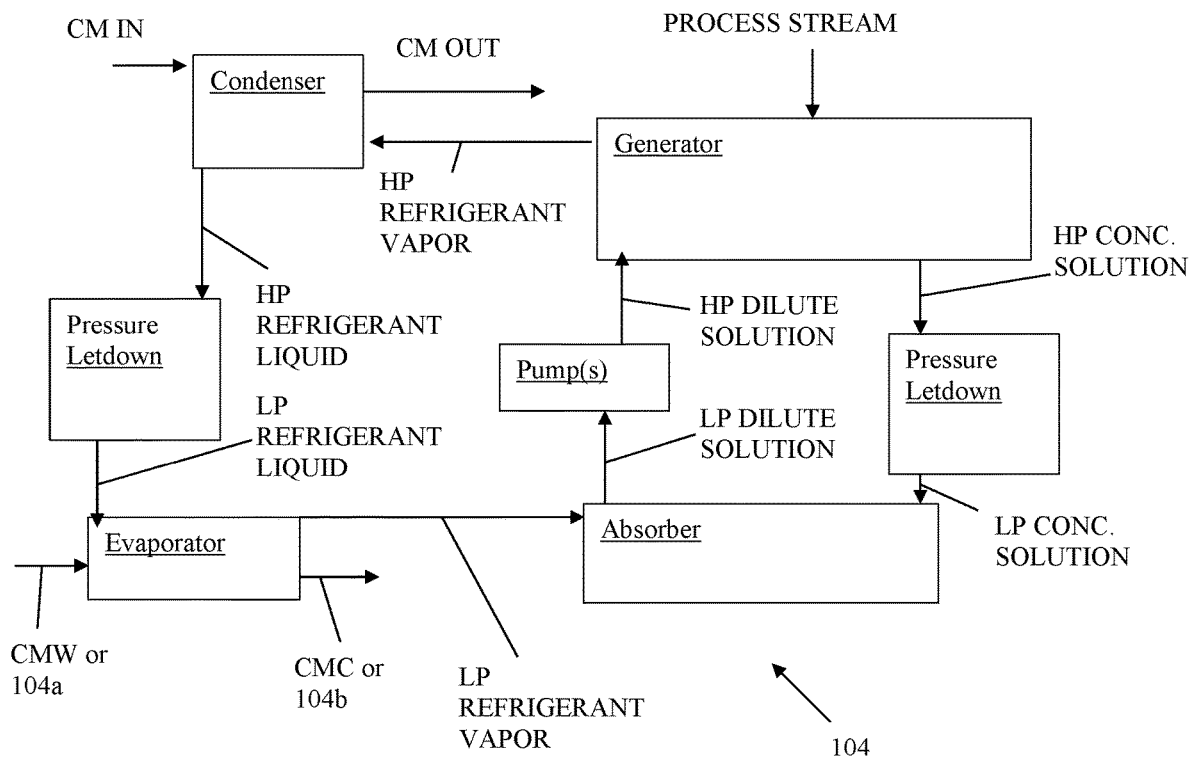 CM IN
CM OUT
PROCESS STREAM
Condenser
Generator
HP
REFRIGERANT
VAPOR
HP CONC.
SOLUTION
HP
REFRIGERANT
LIQUID
HP DILUTE
SOLUTION
Pressure
Letdown
Pump(s)
Pressure
Letdown
LP
REFRIGERANT
LIQUID
LP DILUTE
SOLUTION
Evaporator
Absorber
LP CONC.
SOLUTION
CMW or
104a
CMC or
104b
LP
REFRIGERANT
VAPOR
104